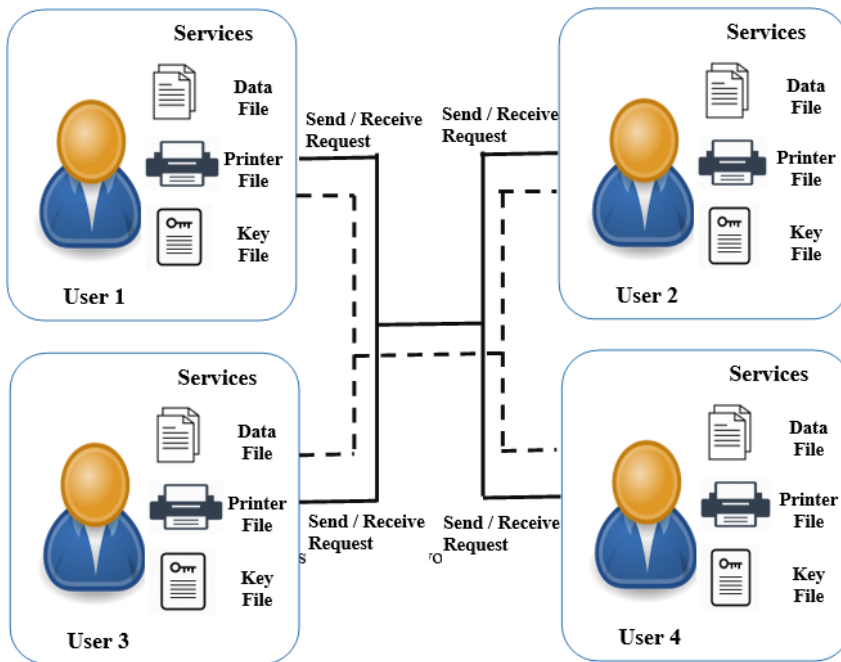 Services
Data
File
Printer
File
Key
File
User 1
Send / Receive
Request
Send / Receive
Request
Services
Data
File
Printer
File
Key
File
User 2
Services
Data
File
Printer
File
Key
File
User 3
Send / Receive
Request
Send / Receive
Request
Services
Data
File
Printer
File
Key
File
User 4